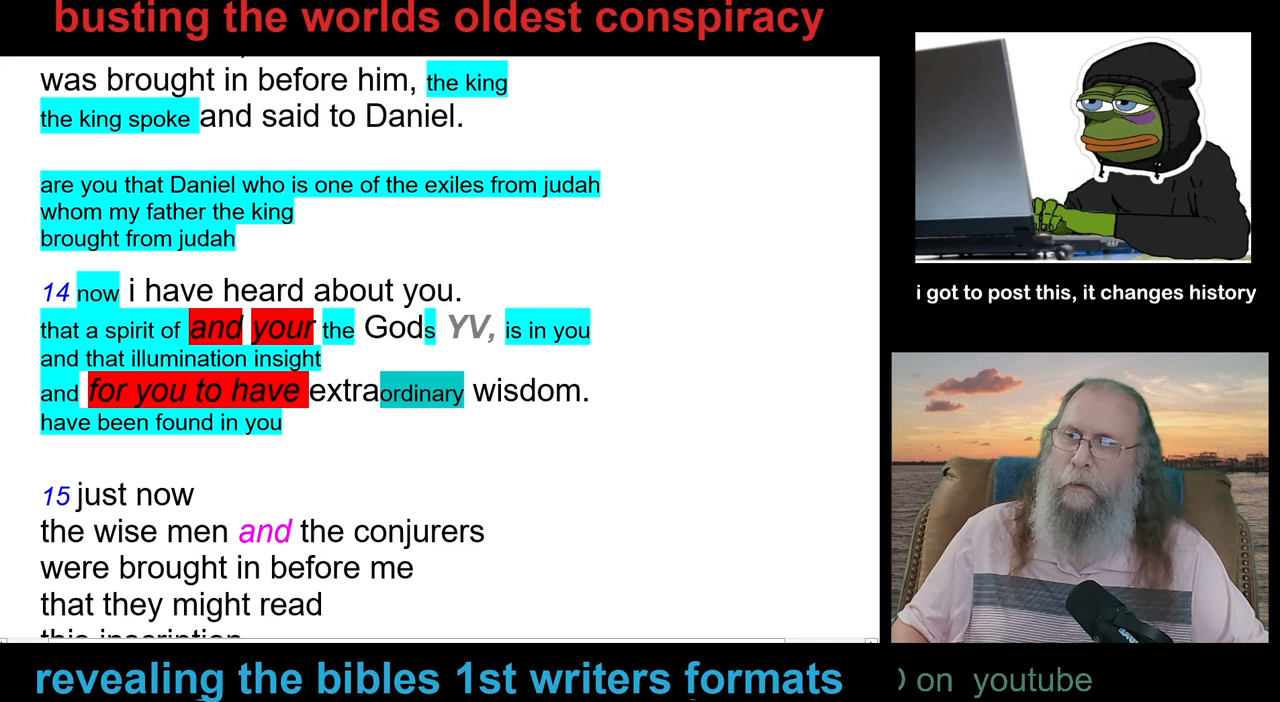 busting the worlds oldest conspiracy
was brought in before him, the king
the king spoke and said to Daniel.
are you that Daniel who is one of the exiles from judah
whom my father the king
brought from judah
14 now i have heard about you.
that a spirit of and your the Gods YV, is in you
and that illumination insight
and for you to have extraordinary wisdom.
have been found in you
15 just now
the wise men and the conjurers
were brought in before me
that they might read
this inscription
i got to post this, it changes history
revealing the bibles 1st writers formats
) on youtube